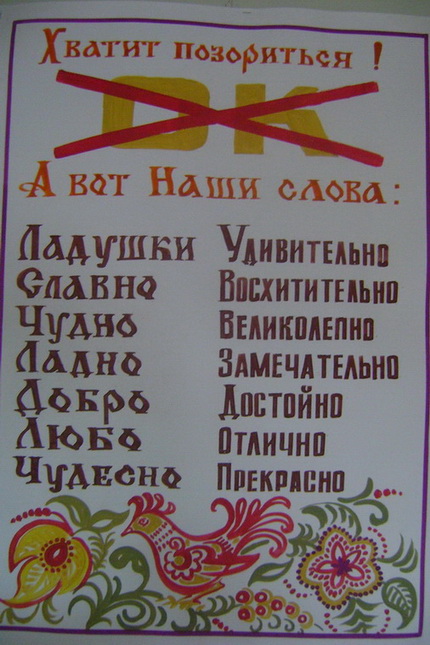 Хватит позориться !
ОК
А вот Наши слова:
Ладушки Удивительно
Славно Восхитительно
Чудно Великолепно
Ладно Замечательно
Добро Достойно
Любо Отлично
Чудесно Прекрасно